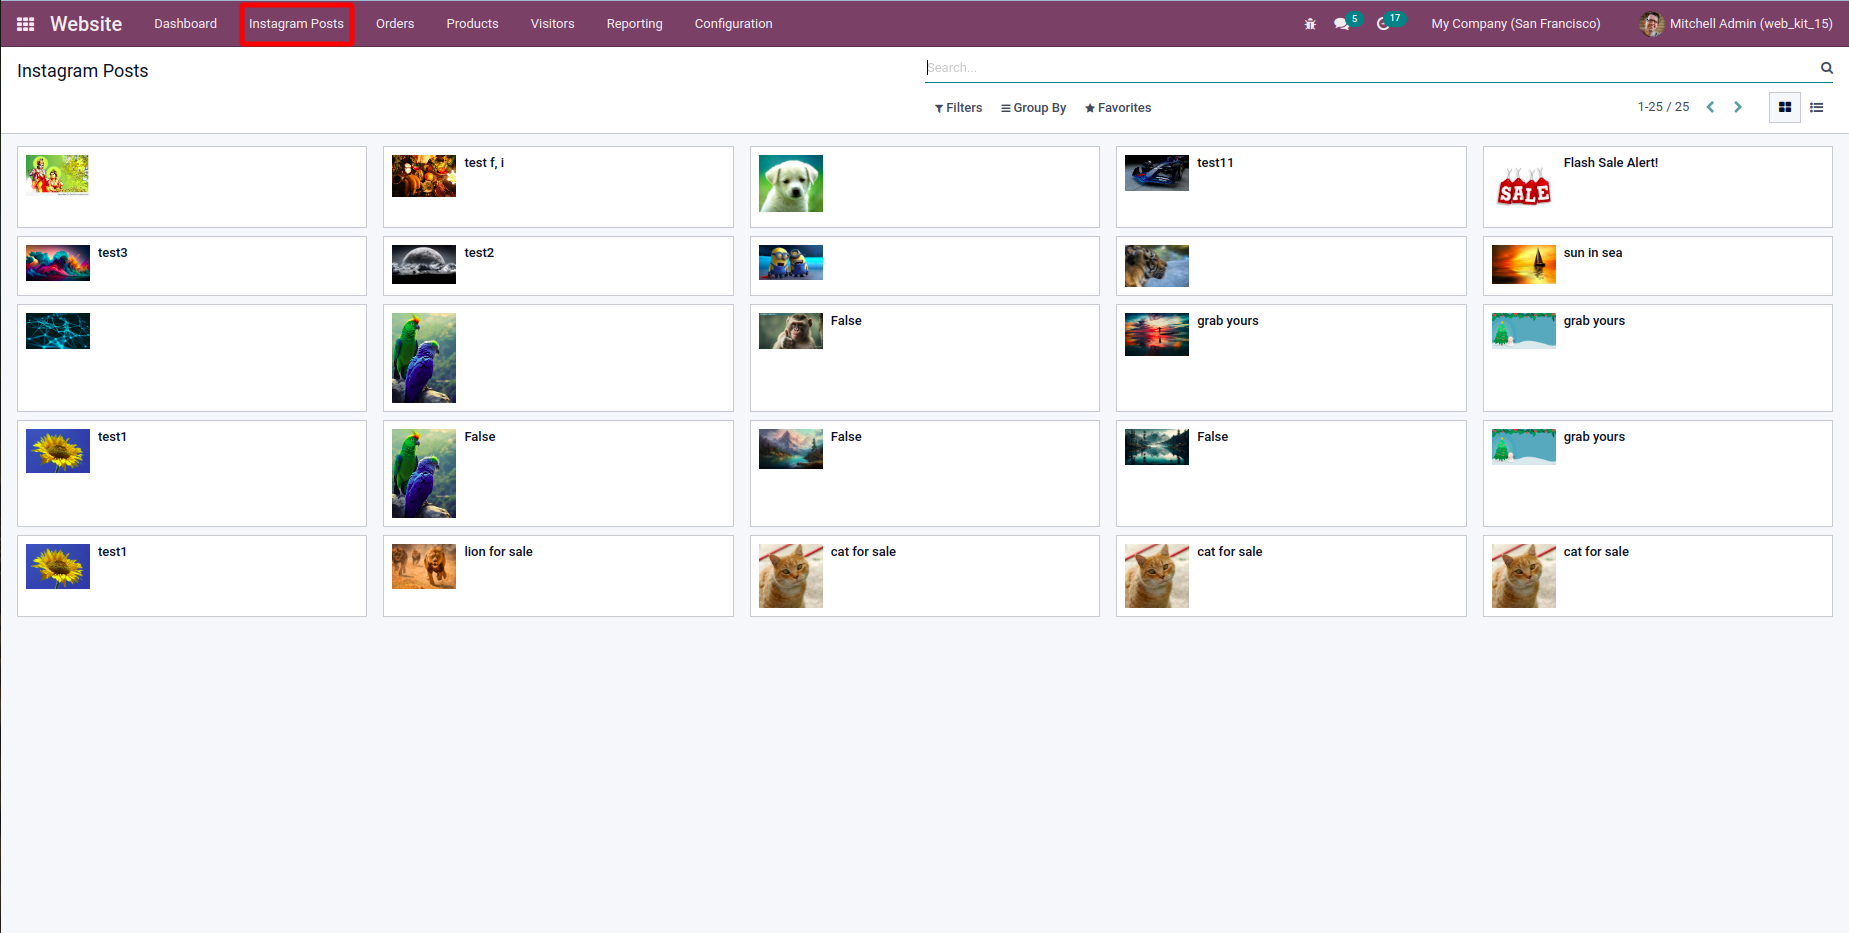 Website Dashboard Instagram Posts Orders Products Visitors Reporting Configuration 5 17 My Company (San Francisco) Mitchell Admin (web_kit_15)
Instagram Posts
Search...
Filters Group By Favorites 1-25 / 25
test f, i
test11
Flash Sale Alert!
SALE
test3
test2
sun in sea
False
grab yours
grab yours
test1
False
False
False
grab yours
test1
lion for sale
cat for sale
cat for sale
cat for sale